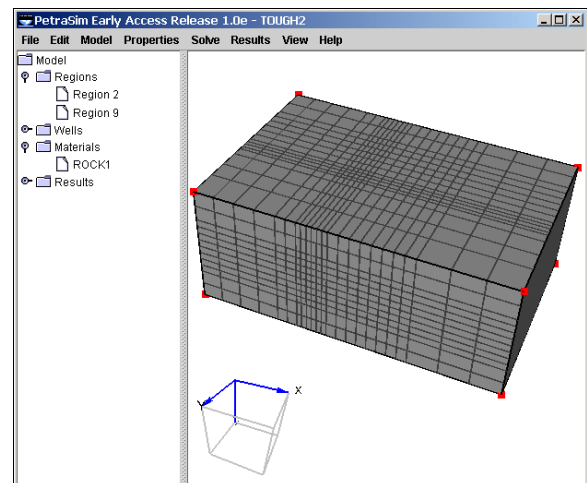 PetraSim Early Access Release 1.0e - TOUGH2
File Edit Model Properties Solve Results View Help
Model
Regions
Region 2
Region 9
Wells
Materials
ROCK1
Results
X
Y